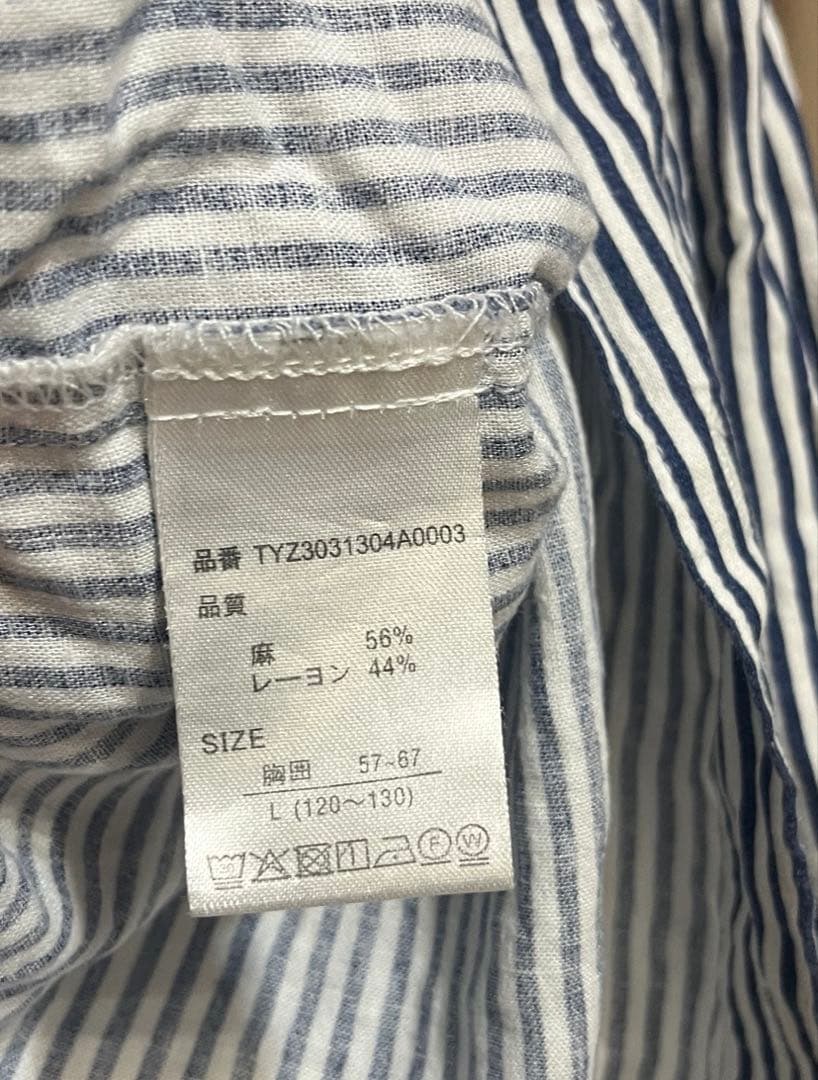 品番 TYZ3031304A0003
品質
麻 56%
レーヨン 44%
SIZE
胸囲 57~67
L (120〜130)
F W